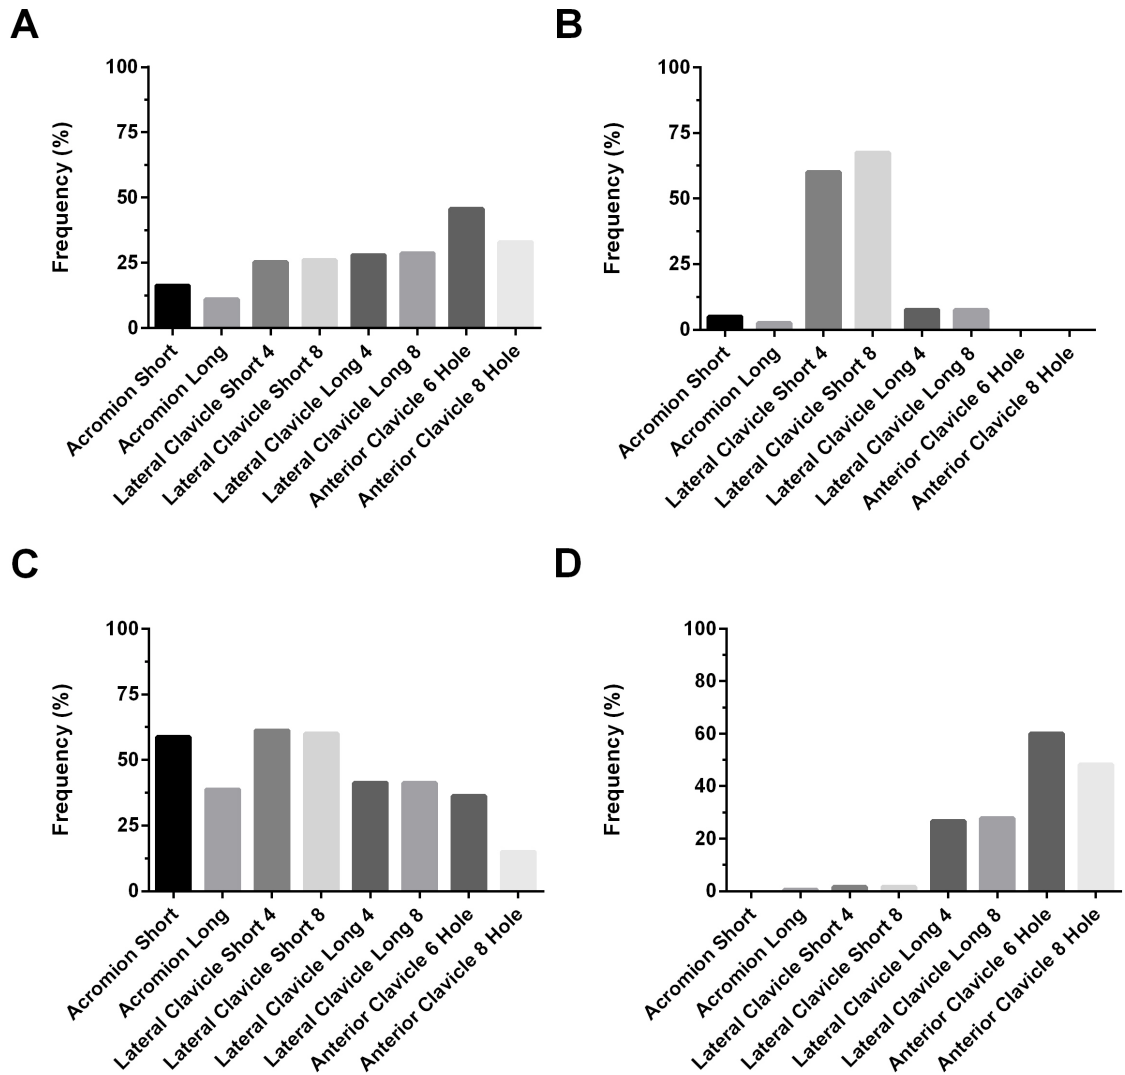 A
Frequency (%)
100
75
50
25
0
Acromion Short
Acromion Long
Lateral Clavicle Short 4
Lateral Clavicle Short 8
Lateral Clavicle Long 4
Lateral Clavicle Long 8
Anterior Clavicle 6 Hole
Anterior Clavicle 8 Hole
B
Frequency (%)
100
75
50
25
0
Acromion Short
Acromion Long
Lateral Clavicle Short 4
Lateral Clavicle Short 8
Lateral Clavicle Long 4
Lateral Clavicle Long 8
Anterior Clavicle 6 Hole
Anterior Clavicle 8 Hole
C
Frequency (%)
100
75
50
25
0
Acromion Short
Acromion Long
Lateral Clavicle Short 4
Lateral Clavicle Short 8
Lateral Clavicle Long 4
Lateral Clavicle Long 8
Anterior Clavicle 6 Hole
Anterior Clavicle 8 Hole
D
Frequency (%)
100
80
60
40
20
0
Acromion Short
Acromion Long
Lateral Clavicle Short 4
Lateral Clavicle Short 8
Lateral Clavicle Long 4
Lateral Clavicle Long 8
Anterior Clavicle 6 Hole
Anterior Clavicle 8 Hole